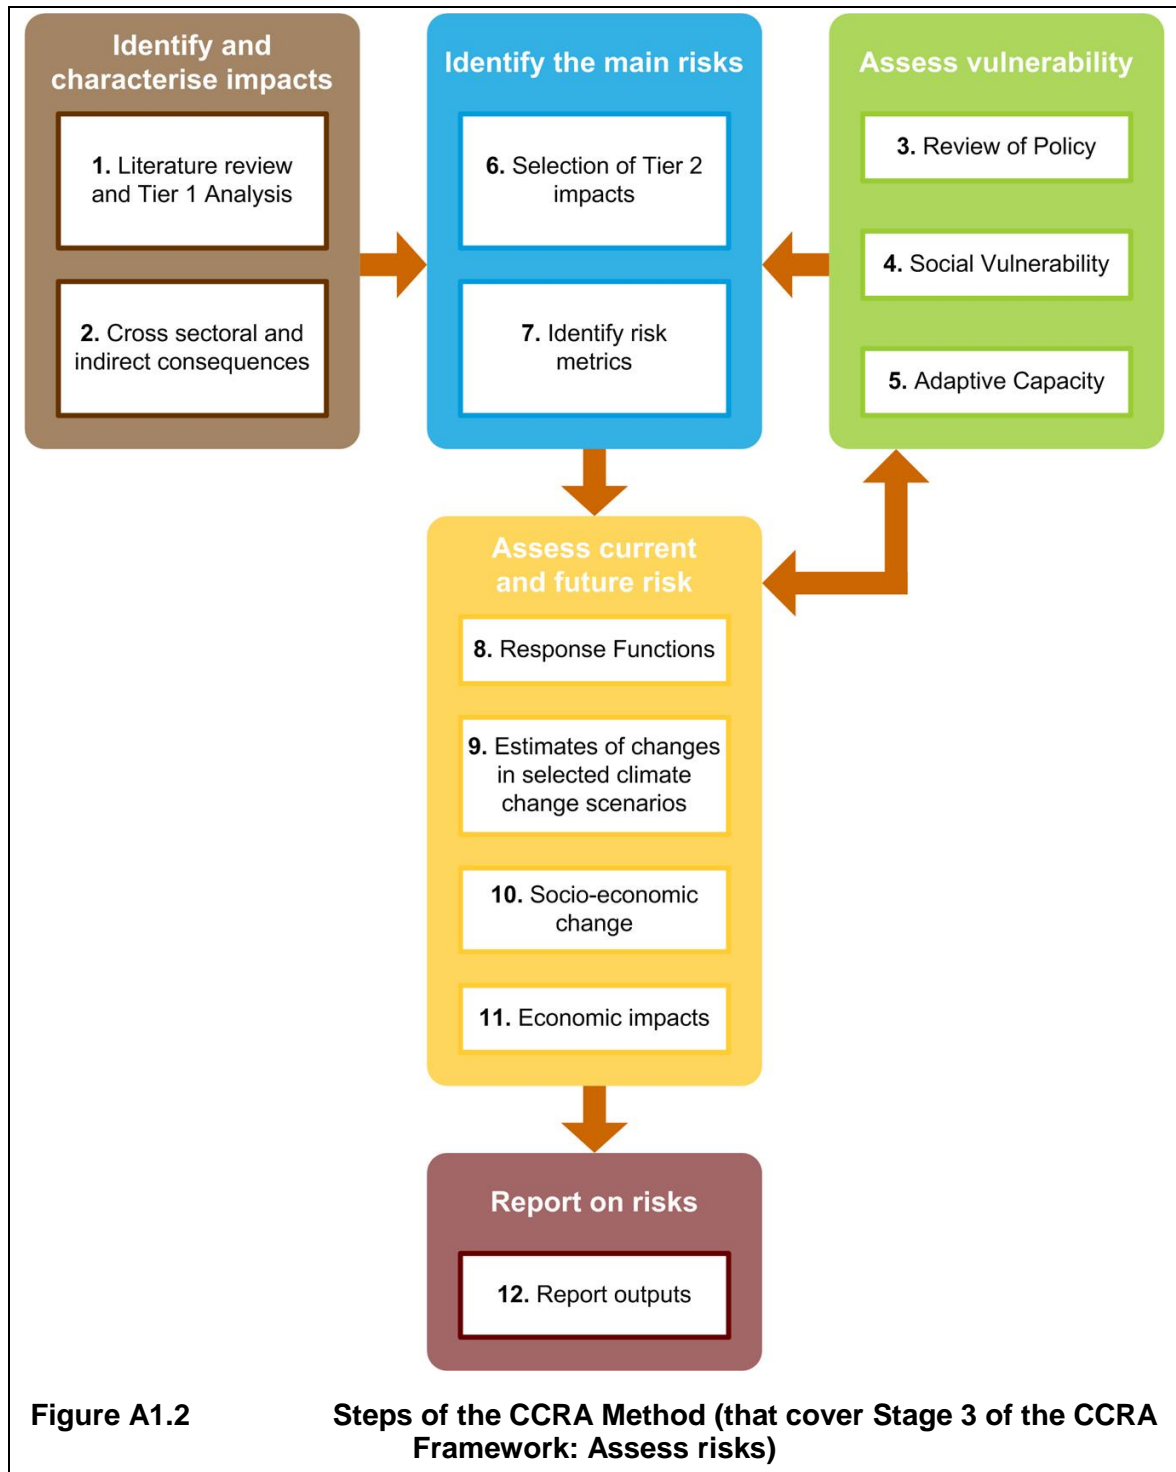 Identify and
characterise impacts
1. Literature review
and Tier 1 Analysis
2. Cross sectoral and
indirect consequences
Identify the main risks
6. Selection of Tier 2
impacts
7. Identify risk
metrics
Assess vulnerability
3. Review of Policy
4. Social Vulnerability
5. Adaptive Capacity
Assess current
and future risk
8. Response Functions
9. Estimates of changes
in selected climate
change scenarios
10. Socio-economic
change
11. Economic impacts
Report on risks
12. Report outputs
Figure A1.2 Steps of the CCRA Method (that cover Stage 3 of the CCRA
Framework: Assess risks)